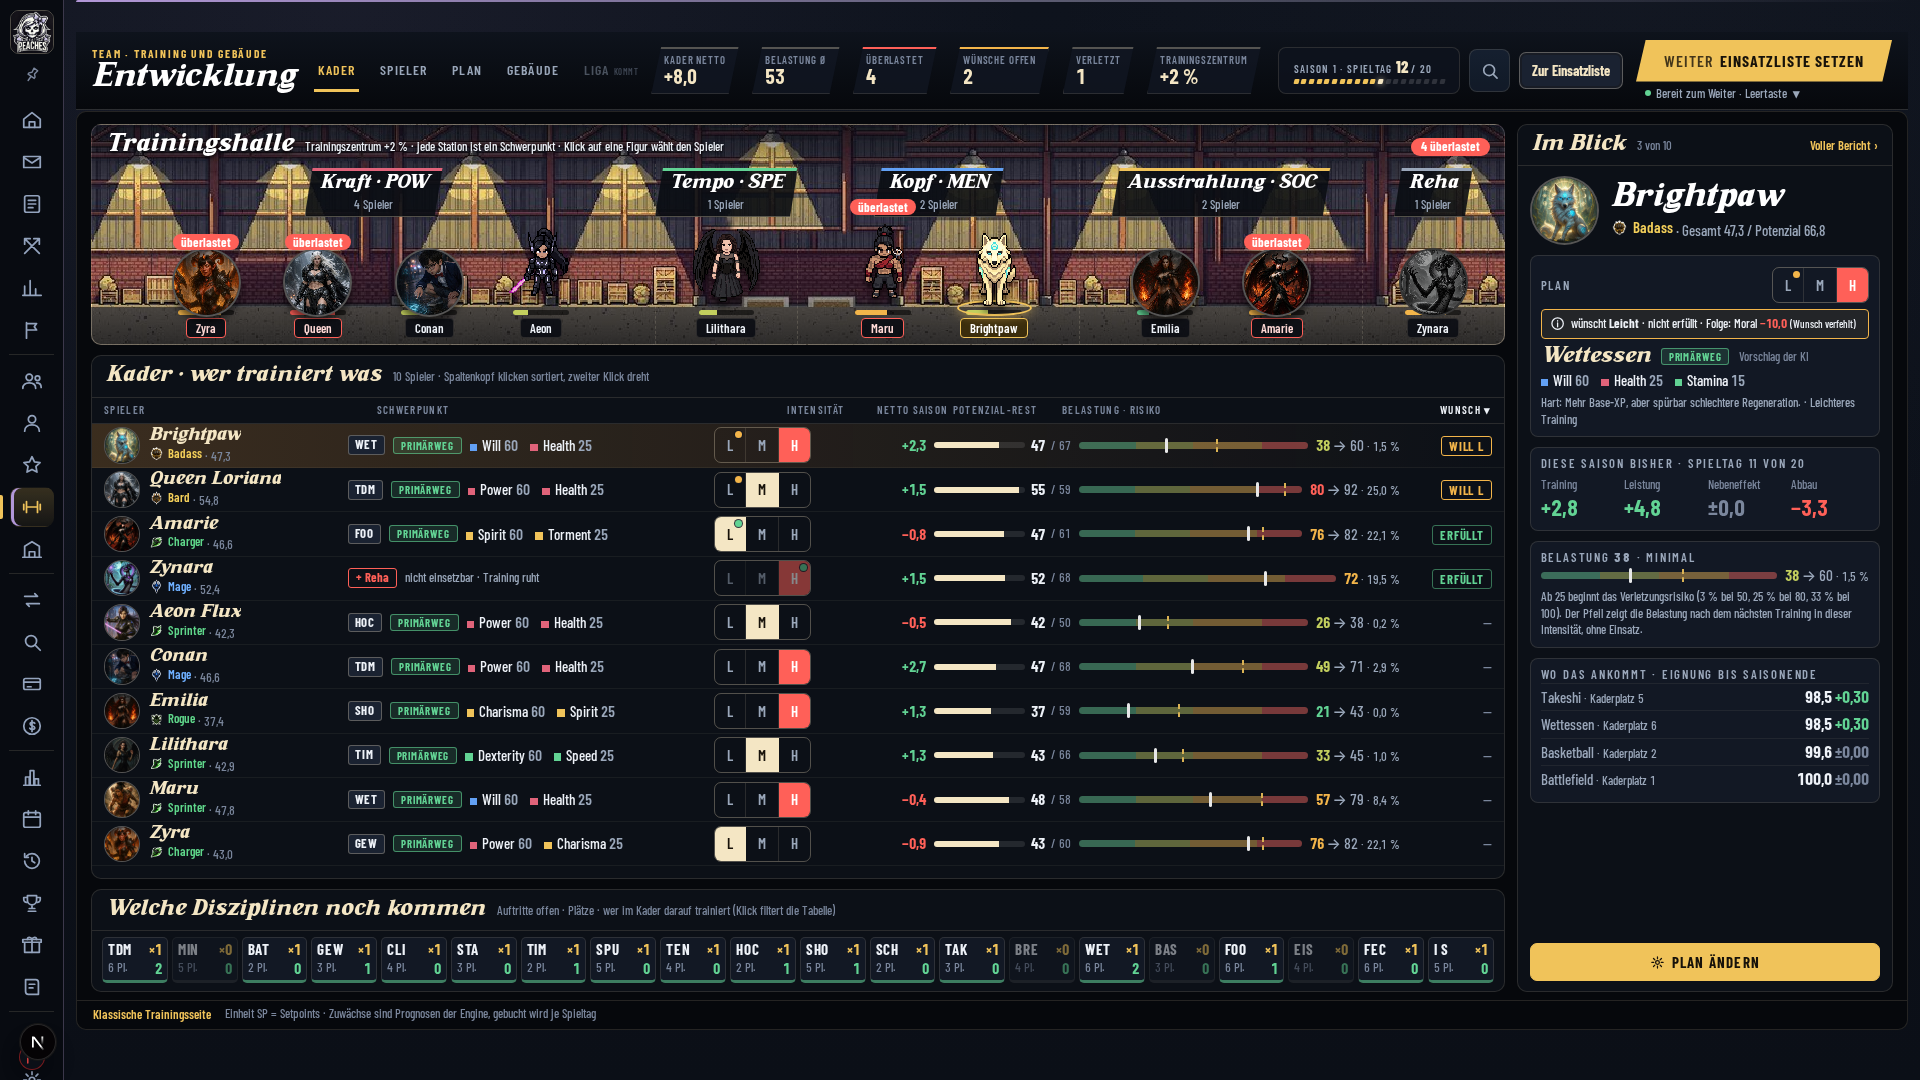 PEACHES
TEAM · TRAINING UND GEBÄUDE
Entwicklung
KADER SPIELER PLAN GEBÄUDE LIGA KOMMT
KADER NETTO +8,0
BELASTUNG Ø 53
ÜBERLASTET 4
WÜNSCHE OFFEN 2
VERLETZT 1
TRAININGSZENTRUM +2 %
SAISON 1 · SPIELTAG 12 / 20
Zur Einsatzliste
WEITER EINSATZLISTE SETZEN
Bereit zum Weiter · Leertaste ▼
Trainingshalle Trainingszentrum +2 % · jede Station ist ein Schwerpunkt · Klick auf eine Figur wählt den Spieler
4 überlastet
Kraft · POW
4 Spieler
Tempo · SPE
1 Spieler
Kopf · MEN
2 Spieler
Ausstrahlung · SOC
2 Spieler
Reha
1 Spieler
überlastet
überlastet
überlastet
überlastet
Zyra Queen Conan Aeon Lilithara Maru Brightpaw Emilia Amarie Zynara
Kader · wer trainiert was 10 Spieler · Spaltenkopf klicken sortiert, zweiter Klick dreht
SPIELER SCHWERPUNKT INTENSITÄT NETTO SAISON POTENZIAL-REST BELASTUNG · RISIKO WUNSCH ▼
Brightpaw
Badass · 47,3
WET PRIMÄRWEG Will 60 Health 25 L M H +2,3 47 / 67 38 → 60 · 1,5 % WILL L
Queen Loriana
Bard · 54,8
TDM PRIMÄRWEG Power 60 Health 25 L M H +1,5 55 / 59 80 → 92 · 25,0 % WILL L
Amarie
Charger · 46,6
FOO PRIMÄRWEG Spirit 60 Torment 25 L M H −0,8 47 / 61 76 → 82 · 22,1 % ERFÜLLT
Zynara
Mage · 52,4
+ Reha nicht einsetzbar · Training ruht L M H +1,5 52 / 68 72 · 19,5 % ERFÜLLT
Aeon Flux
Sprinter · 42,3
HOC PRIMÄRWEG Power 60 Health 25 L M H −0,5 42 / 50 26 → 38 · 0,2 % –
Conan
Mage · 46,6
TDM PRIMÄRWEG Power 60 Health 25 L M H +2,7 47 / 68 49 → 71 · 2,9 % –
Emilia
Rogue · 37,4
SHO PRIMÄRWEG Charisma 60 Spirit 25 L M H +1,3 37 / 59 21 → 43 · 0,0 % –
Lilithara
Sprinter · 42,9
TIM PRIMÄRWEG Dexterity 60 Speed 25 L M H +1,3 43 / 66 33 → 45 · 1,0 % –
Maru
Sprinter · 47,8
WET PRIMÄRWEG Will 60 Health 25 L M H −0,4 48 / 58 57 → 79 · 8,4 % –
Zyra
Charger · 43,0
GEW PRIMÄRWEG Power 60 Charisma 25 L M H −0,9 43 / 60 76 → 82 · 22,1 % –
Welche Disziplinen noch kommen Auftritte offen · Plätze · wer im Kader darauf trainiert (Klick filtert die Tabelle)
TDM ×1 MIN ×0 BAT ×1 GEW ×1 CLI ×1 STA ×1 TIM ×1 SPU ×1 TEN ×1 HOC ×1 SHO ×1 SCH ×1 TAK ×1 BRE ×0 WET ×1 BAS ×0 FOO ×1 EIS ×0 FEC ×1 I S ×1
6 Pl. 2 5 Pl. 0 2 Pl. 0 3 Pl. 1 4 Pl. 0 3 Pl. 0 2 Pl. 1 5 Pl. 0 4 Pl. 0 2 Pl. 1 5 Pl. 1 2 Pl. 0 3 Pl. 0 4 Pl. 0 6 Pl. 2 3 Pl. 0 6 Pl. 1 4 Pl. 0 6 Pl. 0 5 Pl. 0
Klassische Trainingsseite Einheit SP = Setpoints · Zuwächse sind Prognosen der Engine, gebucht wird je Spieltag
N
Im Blick 3 von 10 Voller Bericht ›
Brightpaw
Badass · Gesamt 47,3 / Potenzial 66,8
PLAN L M H
wünscht Leicht · nicht erfüllt · Folge: Moral −10,0 (Wunsch verfehlt)
Wettessen PRIMÄRWEG Vorschlag der KI
Will 60 Health 25 Stamina 15
Hart: Mehr Base-XP, aber spürbar schlechtere Regeneration. · Leichteres
Training
DIESE SAISON BISHER · SPIELTAG 11 VON 20
Training Leistung Nebeneffekt Abbau
+2,8 +4,8 ±0,0 −3,3
BELASTUNG 38 · MINIMAL
38 → 60 · 1,5 %
Ab 25 beginnt das Verletzungsrisiko (3 % bei 50, 25 % bei 80, 33 % bei
100). Der Pfeil zeigt die Belastung nach dem nächsten Training in dieser
Intensität, ohne Einsatz.
WO DAS ANKOMMT · EIGNUNG BIS SAISONENDE
Takeshi · Kaderplatz 5 98,5 +0,30
Wettessen · Kaderplatz 6 98,5 +0,30
Basketball · Kaderplatz 2 99,6 ±0,00
Battlefield · Kaderplatz 1 100,0 ±0,00
PLAN ÄNDERN